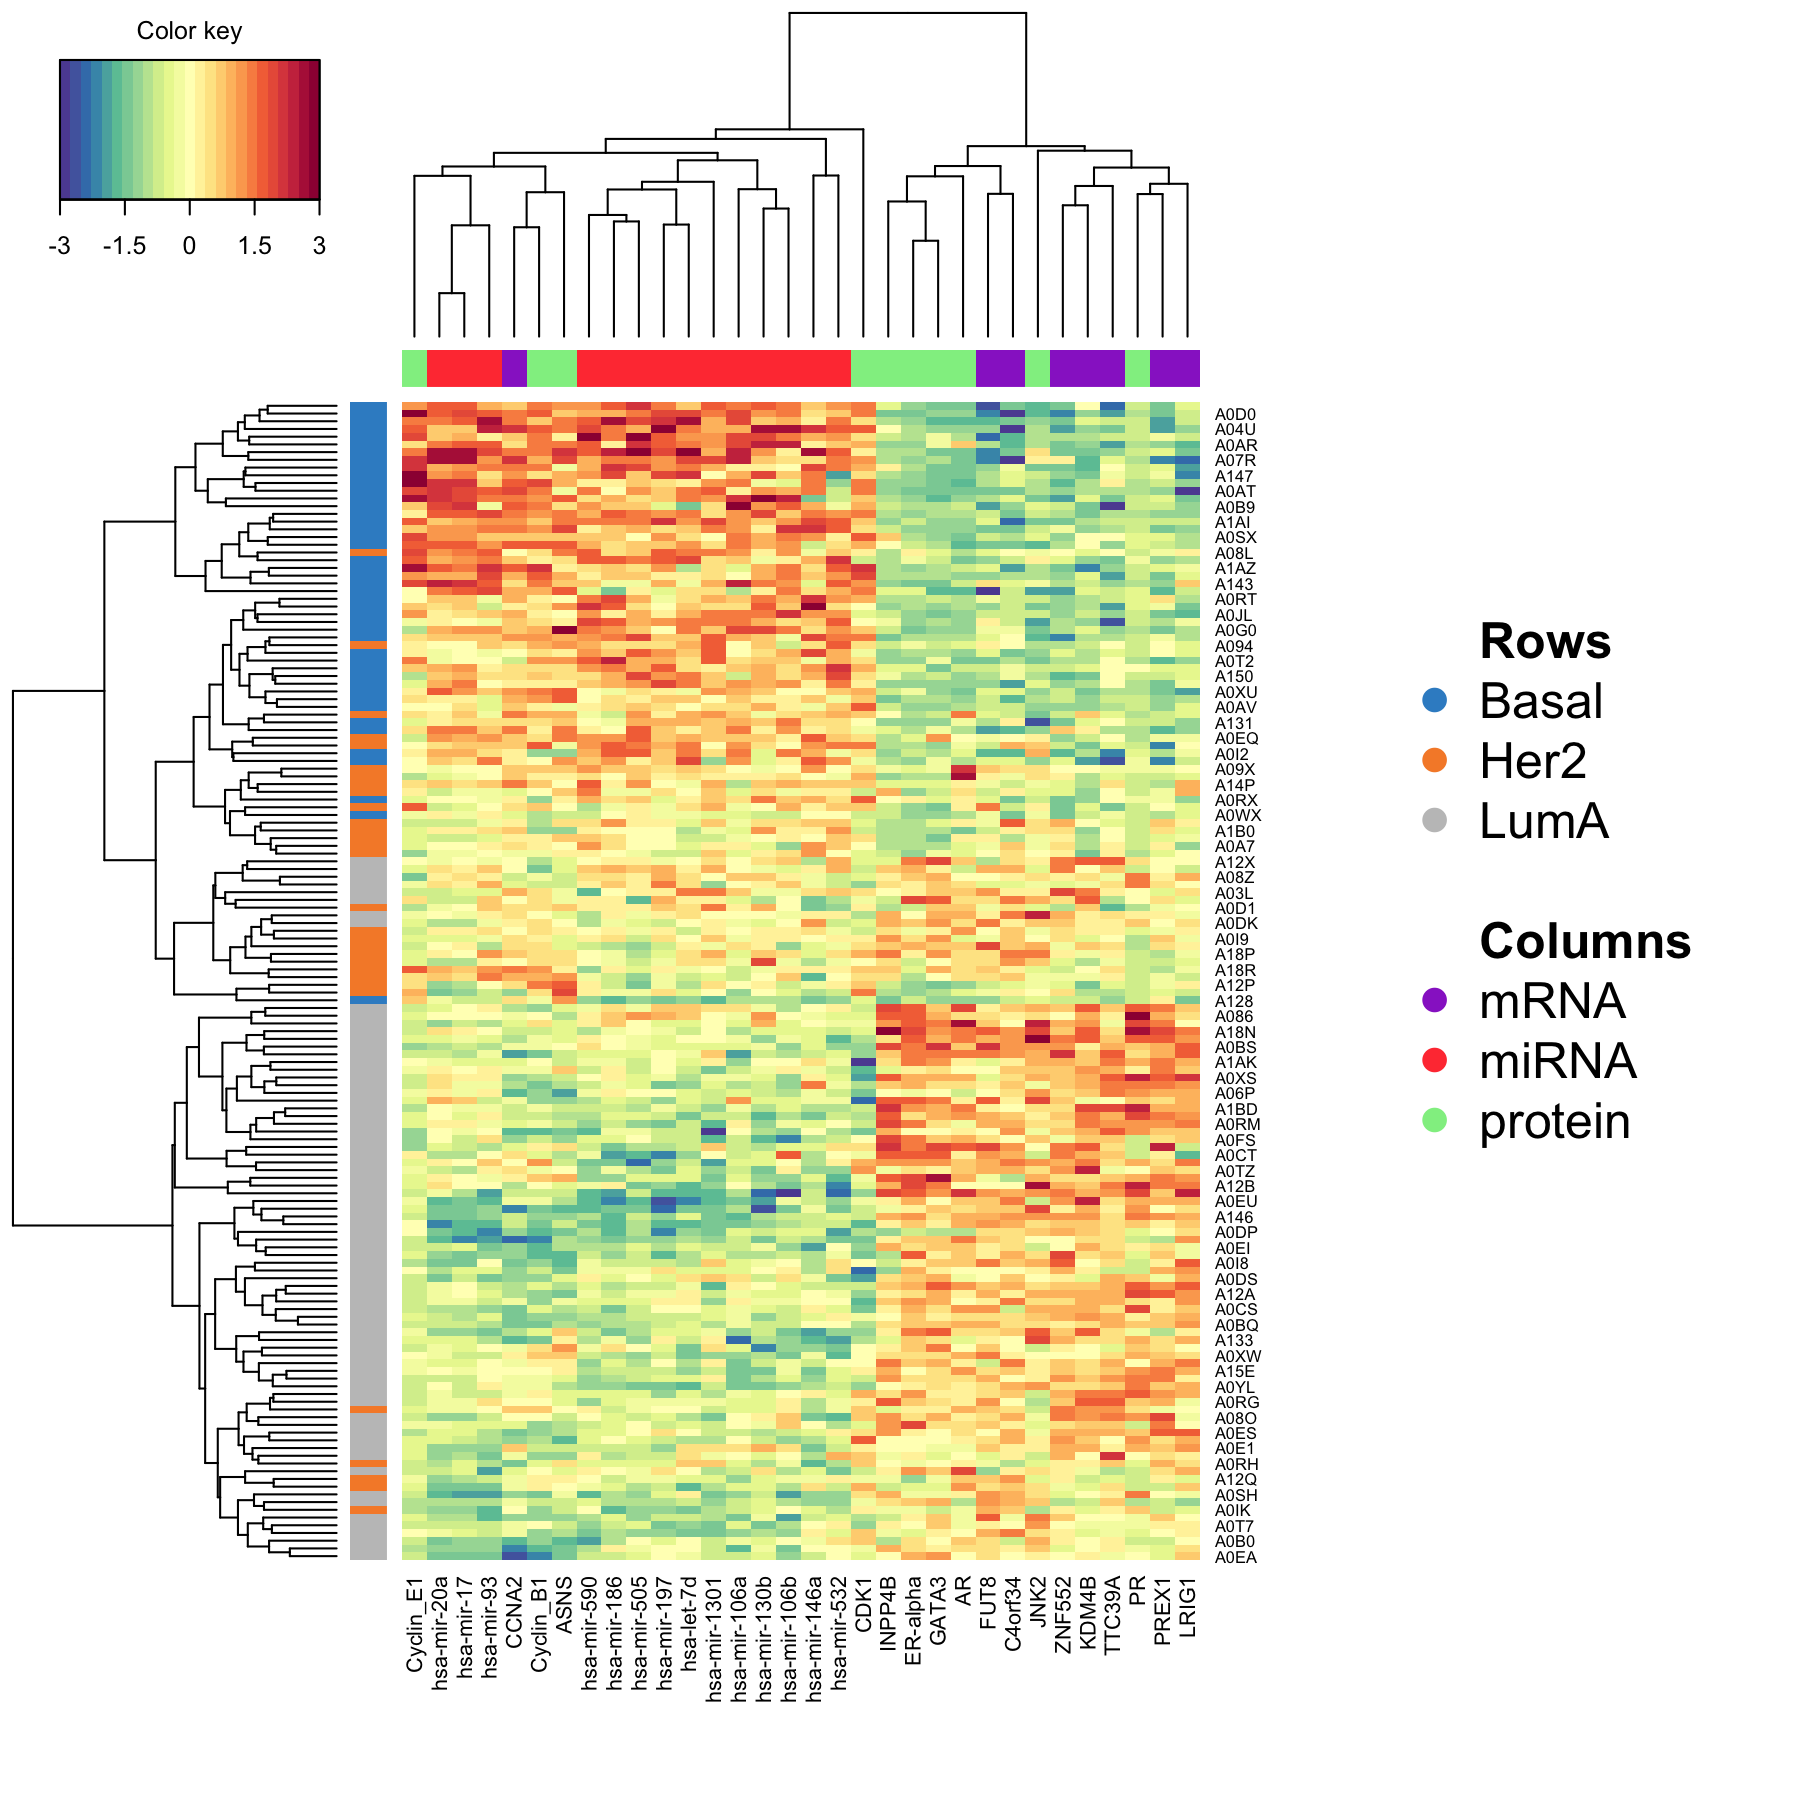 Color key
-3 -1.5 0 1.5 3
A0D0
A04U
A0AR
A07R
A147
A0AT
A0B9
A1AI
A0SX
A08L
A1AZ
A143
A0RT
A0JL
A0G0
A094
A0T2
A150
A0XU
A0AV
A131
A0EQ
A0I2
A09X
A14P
A0RX
A0WX
A1B0
A0A7
A12X
A08Z
A03L
A0D1
A0DK
A0I9
A18P
A18R
A12P
A128
A086
A18N
A0BS
A1AK
A0XS
A06P
A1BD
A0RM
A0FS
A0CT
A0TZ
A12B
A0EU
A146
A0DP
A0EI
A0I8
A0DS
A12A
A0CS
A0BQ
A133
A0XW
A15E
A0YL
A0RG
A08O
A0ES
A0E1
A0RH
A12Q
A0SH
A0IK
A0T7
A0B0
A0EA
Cyclin_E1
hsa-mir-20a
hsa-mir-17
hsa-mir-93
CCNA2
Cyclin_B1
ASNS
hsa-mir-590
hsa-mir-186
hsa-mir-505
hsa-mir-197
hsa-let-7d
hsa-mir-1301
hsa-mir-106a
hsa-mir-130b
hsa-mir-106b
hsa-mir-146a
hsa-mir-532
CDK1
INPP4B
ER-alpha
GATA3
AR
FUT8
C4orf34
JNK2
ZNF552
KDM4B
TTC39A
PR
PREX1
LRIG1
Rows
Basal
Her2
LumA
Columns
mRNA
miRNA
protein